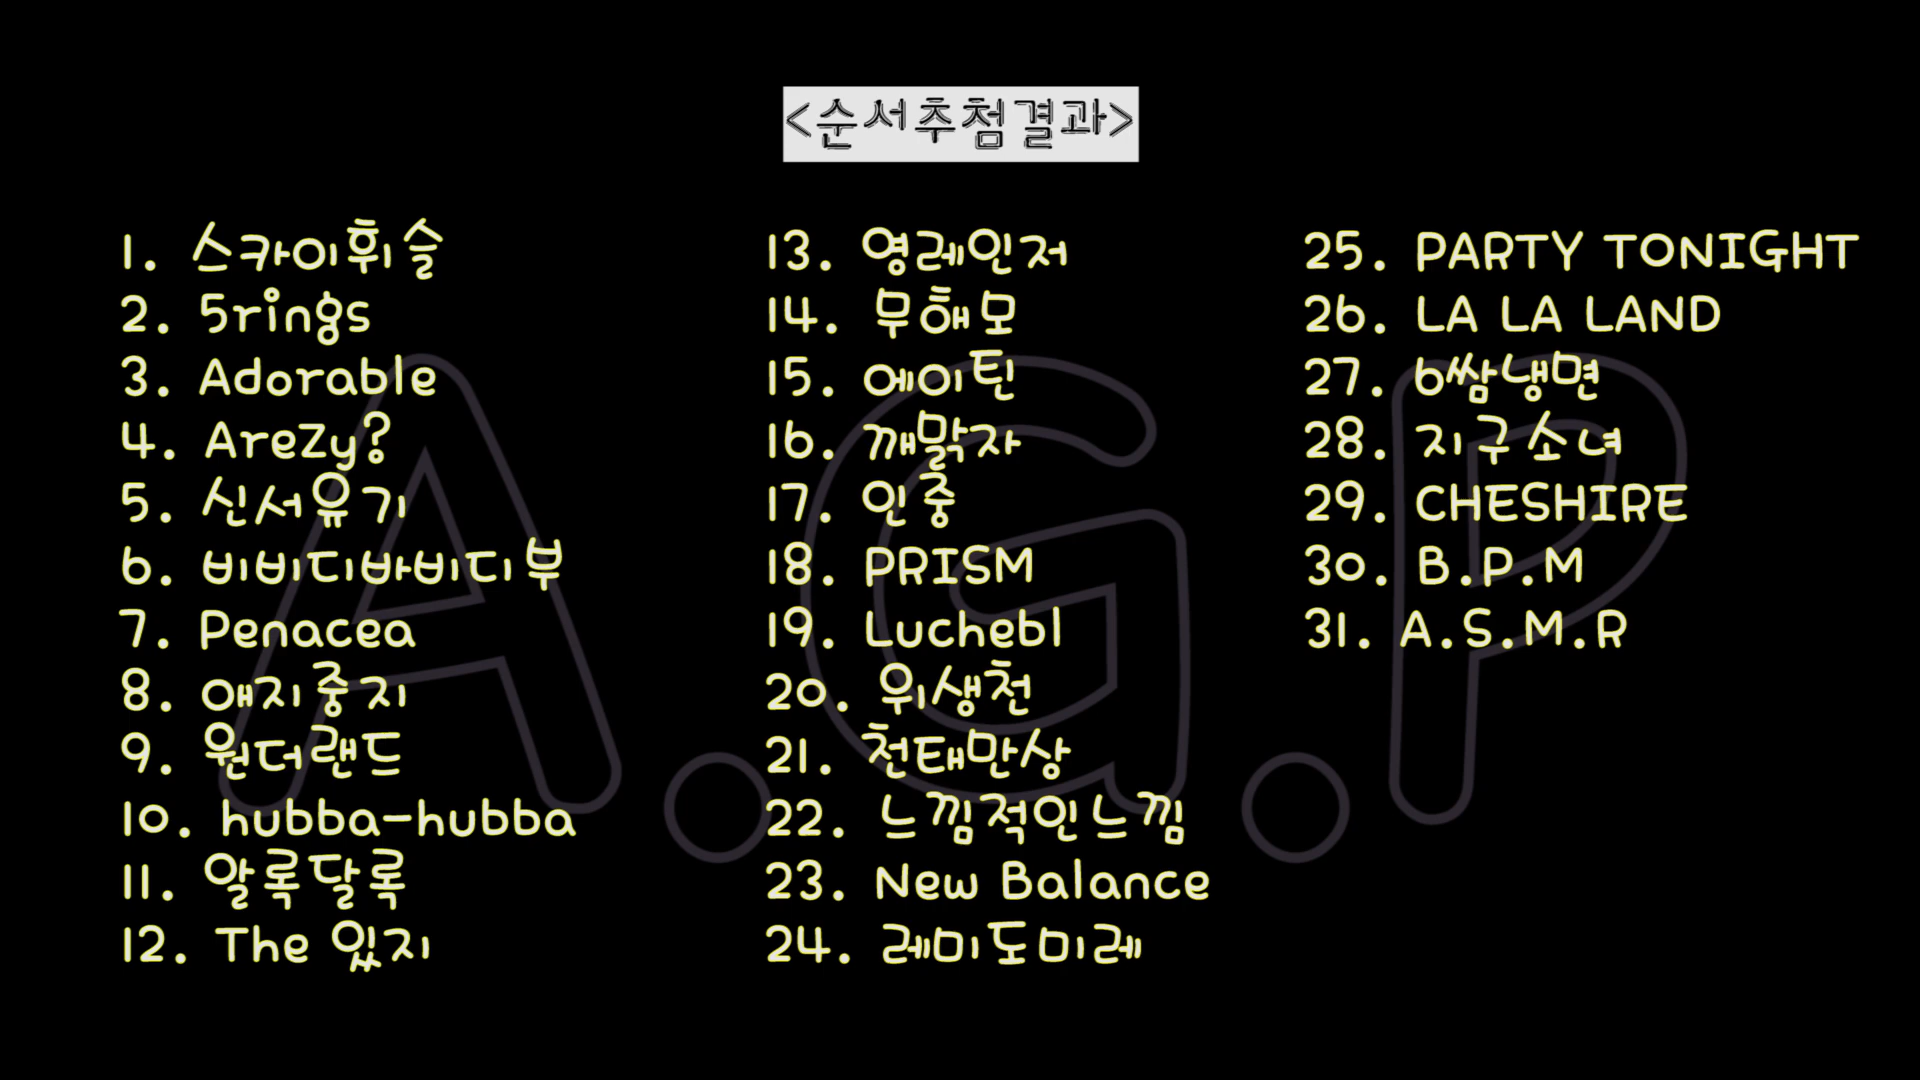 <순서추첨결과>
1. 스카이휘슬
2. 5rings
3. Adorable
4. AreZy?
5. 신서유기
6. 비비디바비디부
7. Penacea
8. 애지중지
9. 원더랜드
10. hubba-hubba
11. 알록달록
12. The 있지
13. 영레인저
14. 무해모
15. 에이틴
16. 깨맑자
17. 인중
18. PRISM
19. Luchebl
20. 위생천
21. 천태만상
22. 느낌적인느낌
23. New Balance
24. 레미도미레
25. PARTY TONIGHT
26. LA LA LAND
27. 6쌈냉면
28. 지구소녀
29. CHESHIRE
30. B.P.M
31. A.S.M.R
A.G.P